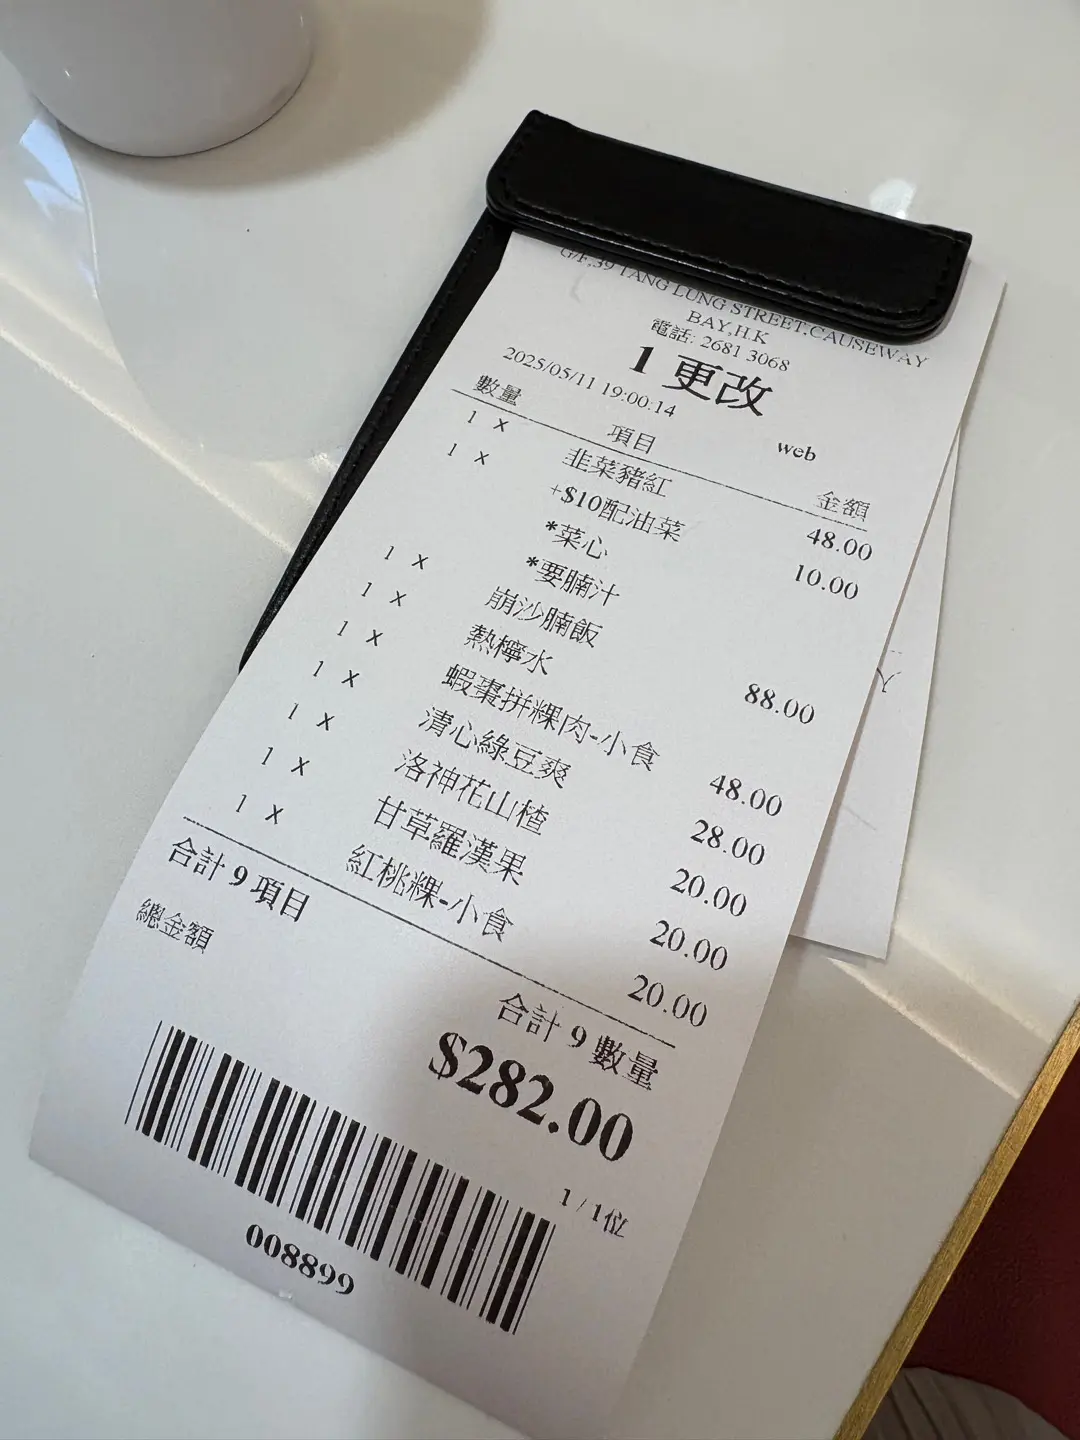 G/F,39 TANG LUNG STREET,CAUSEWAY
BAY,H.K
電話: 2681 3068
1 更改
2025/05/11 19:00:14
web
數量 項目 金額
1 x 韭菜豬紅 48.00
1 x +$10配油菜 10.00
*菜心
*要腩汁
1 x 崩沙腩飯 88.00
1 x 熱檸水
1 x 蝦棗拼粿肉-小食 48.00
1 x 清心綠豆爽 28.00
1 x 洛神花山楂 20.00
1 x 甘草羅漢果 20.00
1 x 紅桃粿-小食 20.00
合計 9 項目 合計 9 數量
總金額 $282.00
1 / 1位
008899